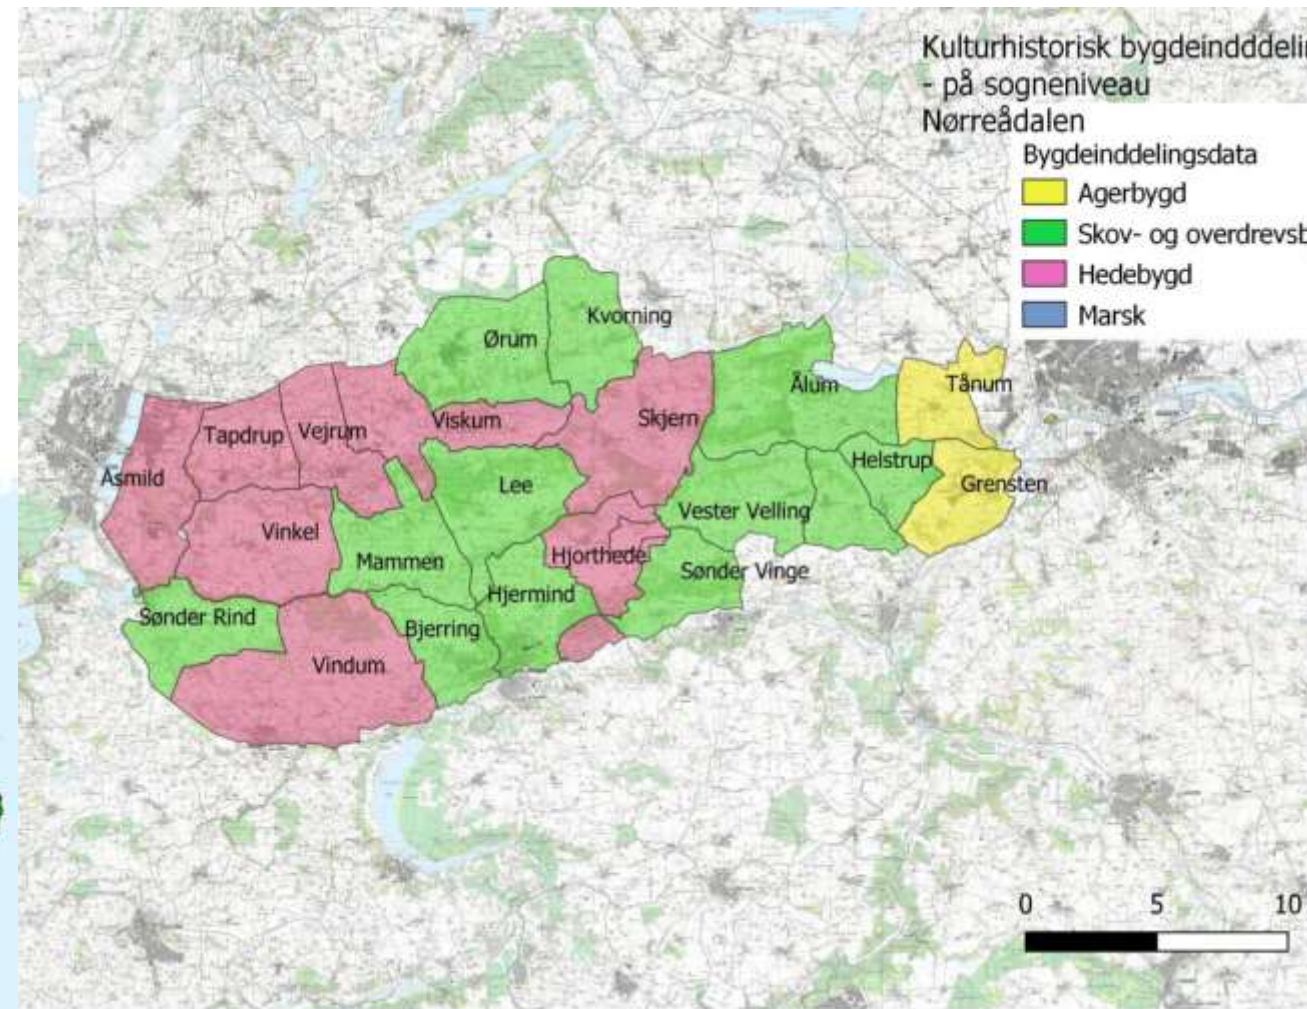 Kulturhistorisk bygdeindddeli
- på sogneniveau
Nørreådalen
Bygdeinddelingsdata
Agerbygd
Skov- og overdrevsb
Hedebygd
Marsk
Kvorning
Ørum
Ålum
Tånum
Viskum
Skjern
Tapdrup
Vejrum
Helstrup
Åsmild
Lee
Grensten
Vester Velling
Vinkel
Hjorthede
Mammen
Sønder Vinge
Hjermind
Sønder Rind
Bjerring
Vindum
0 5 10